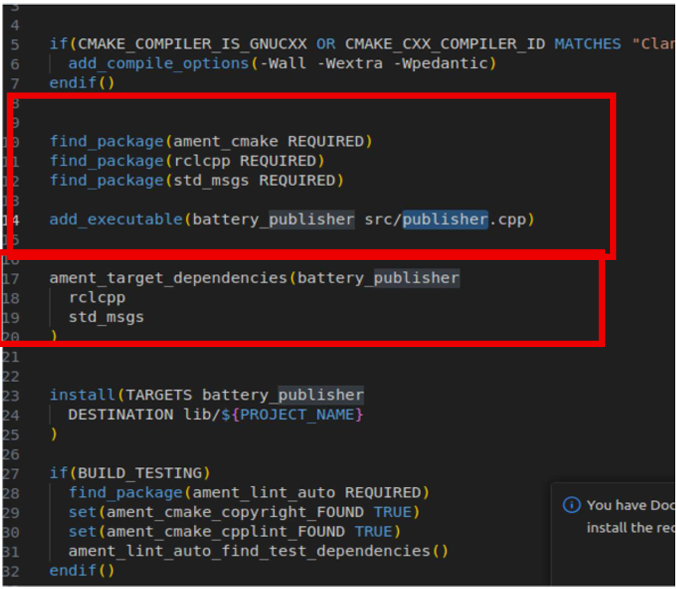 3
4
5 if(CMAKE_COMPILER_IS_GNUCXX OR CMAKE_CXX_COMPILER_ID MATCHES "Clan
6 add_compile_options(-Wall -Wextra -Wpedantic)
7 endif()
8
9
10 find_package(ament_cmake REQUIRED)
11 find_package(rclcpp REQUIRED)
12 find_package(std_msgs REQUIRED)
13
14 add_executable(battery_publisher src/publisher.cpp)
15
16
17 ament_target_dependencies(battery_publisher
18 rclcpp
19 std_msgs
20 )
21
22
23 install(TARGETS battery_publisher
24 DESTINATION lib/${PROJECT_NAME}
25 )
26
27 if(BUILD_TESTING)
28 find_package(ament_lint_auto REQUIRED)
29 set(ament_cmake_copyright_FOUND TRUE)
30 set(ament_cmake_cpplint_FOUND TRUE)
31 ament_lint_auto_find_test_dependencies()
32 endif()
You have Doc
install the rec